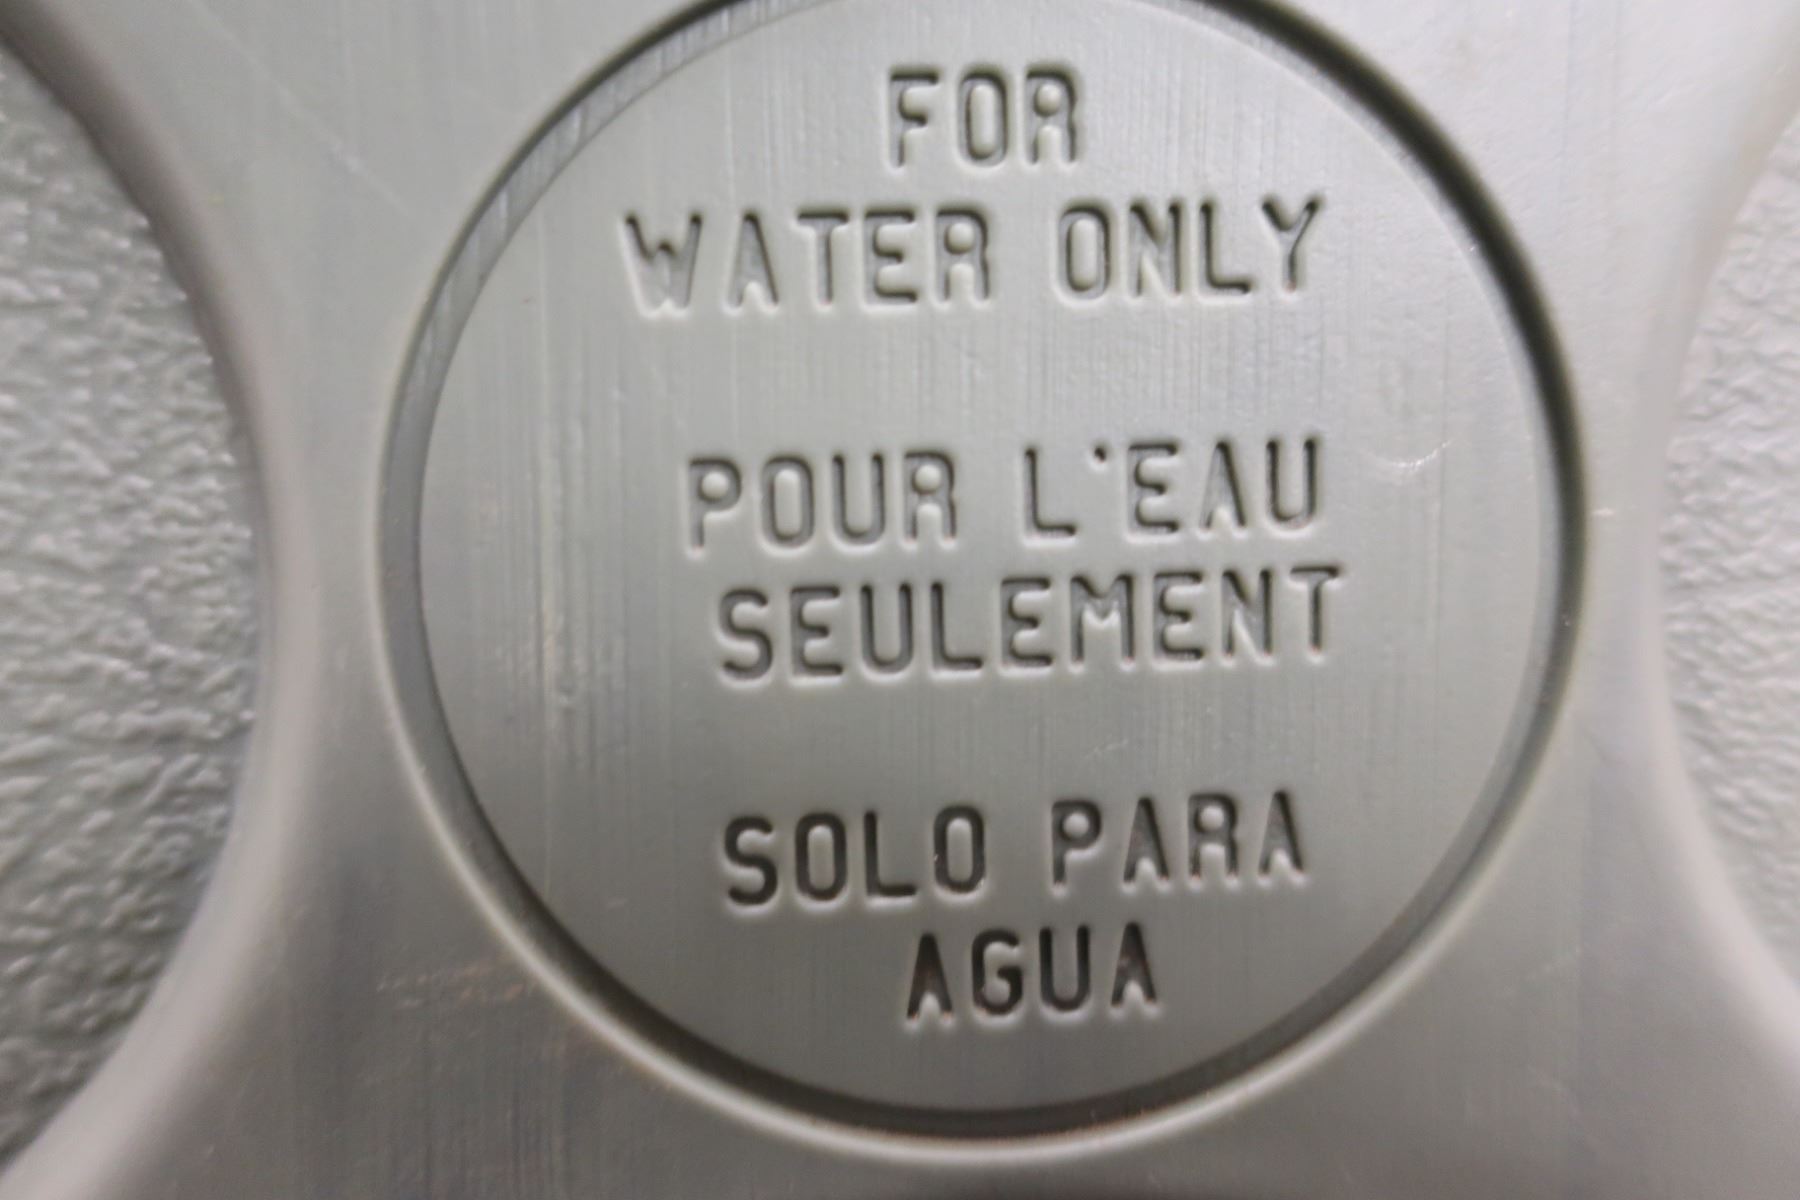 FOR
WATER ONLY
POUR L'EAU
SEULEMENT
SOLO PARA
AGUA